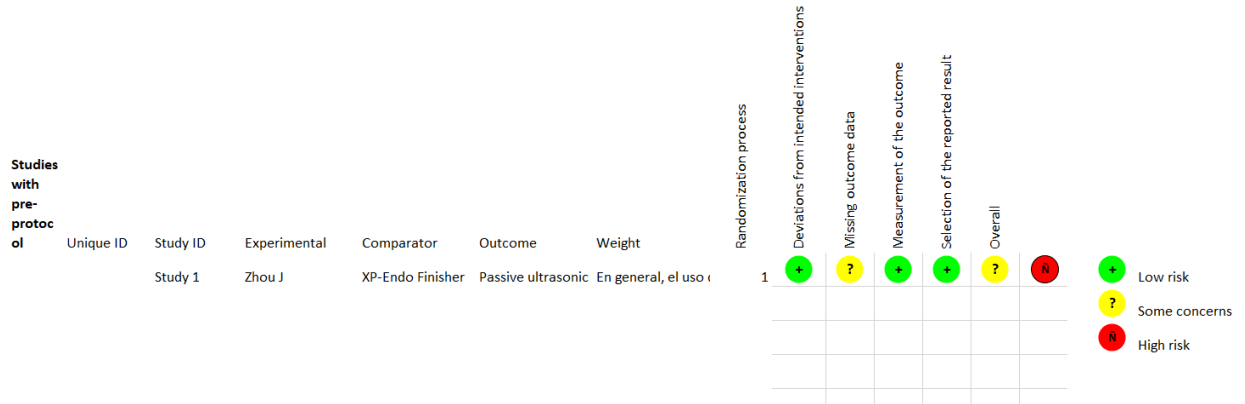 Studies
with
pre-
protoc
ol
Unique ID
Study ID
Experimental
Comparator
Outcome
Weight
Randomization process
Deviations from intended interventions
Missing outcome data
Measurement of the outcome
Selection of the reported result
Overall
Study 1
Zhou J
XP-Endo Finisher
Passive ultrasonic
En general, el uso
1
+
?
+
+
?
Ñ
+ Low risk
? Some concerns
Ñ High risk